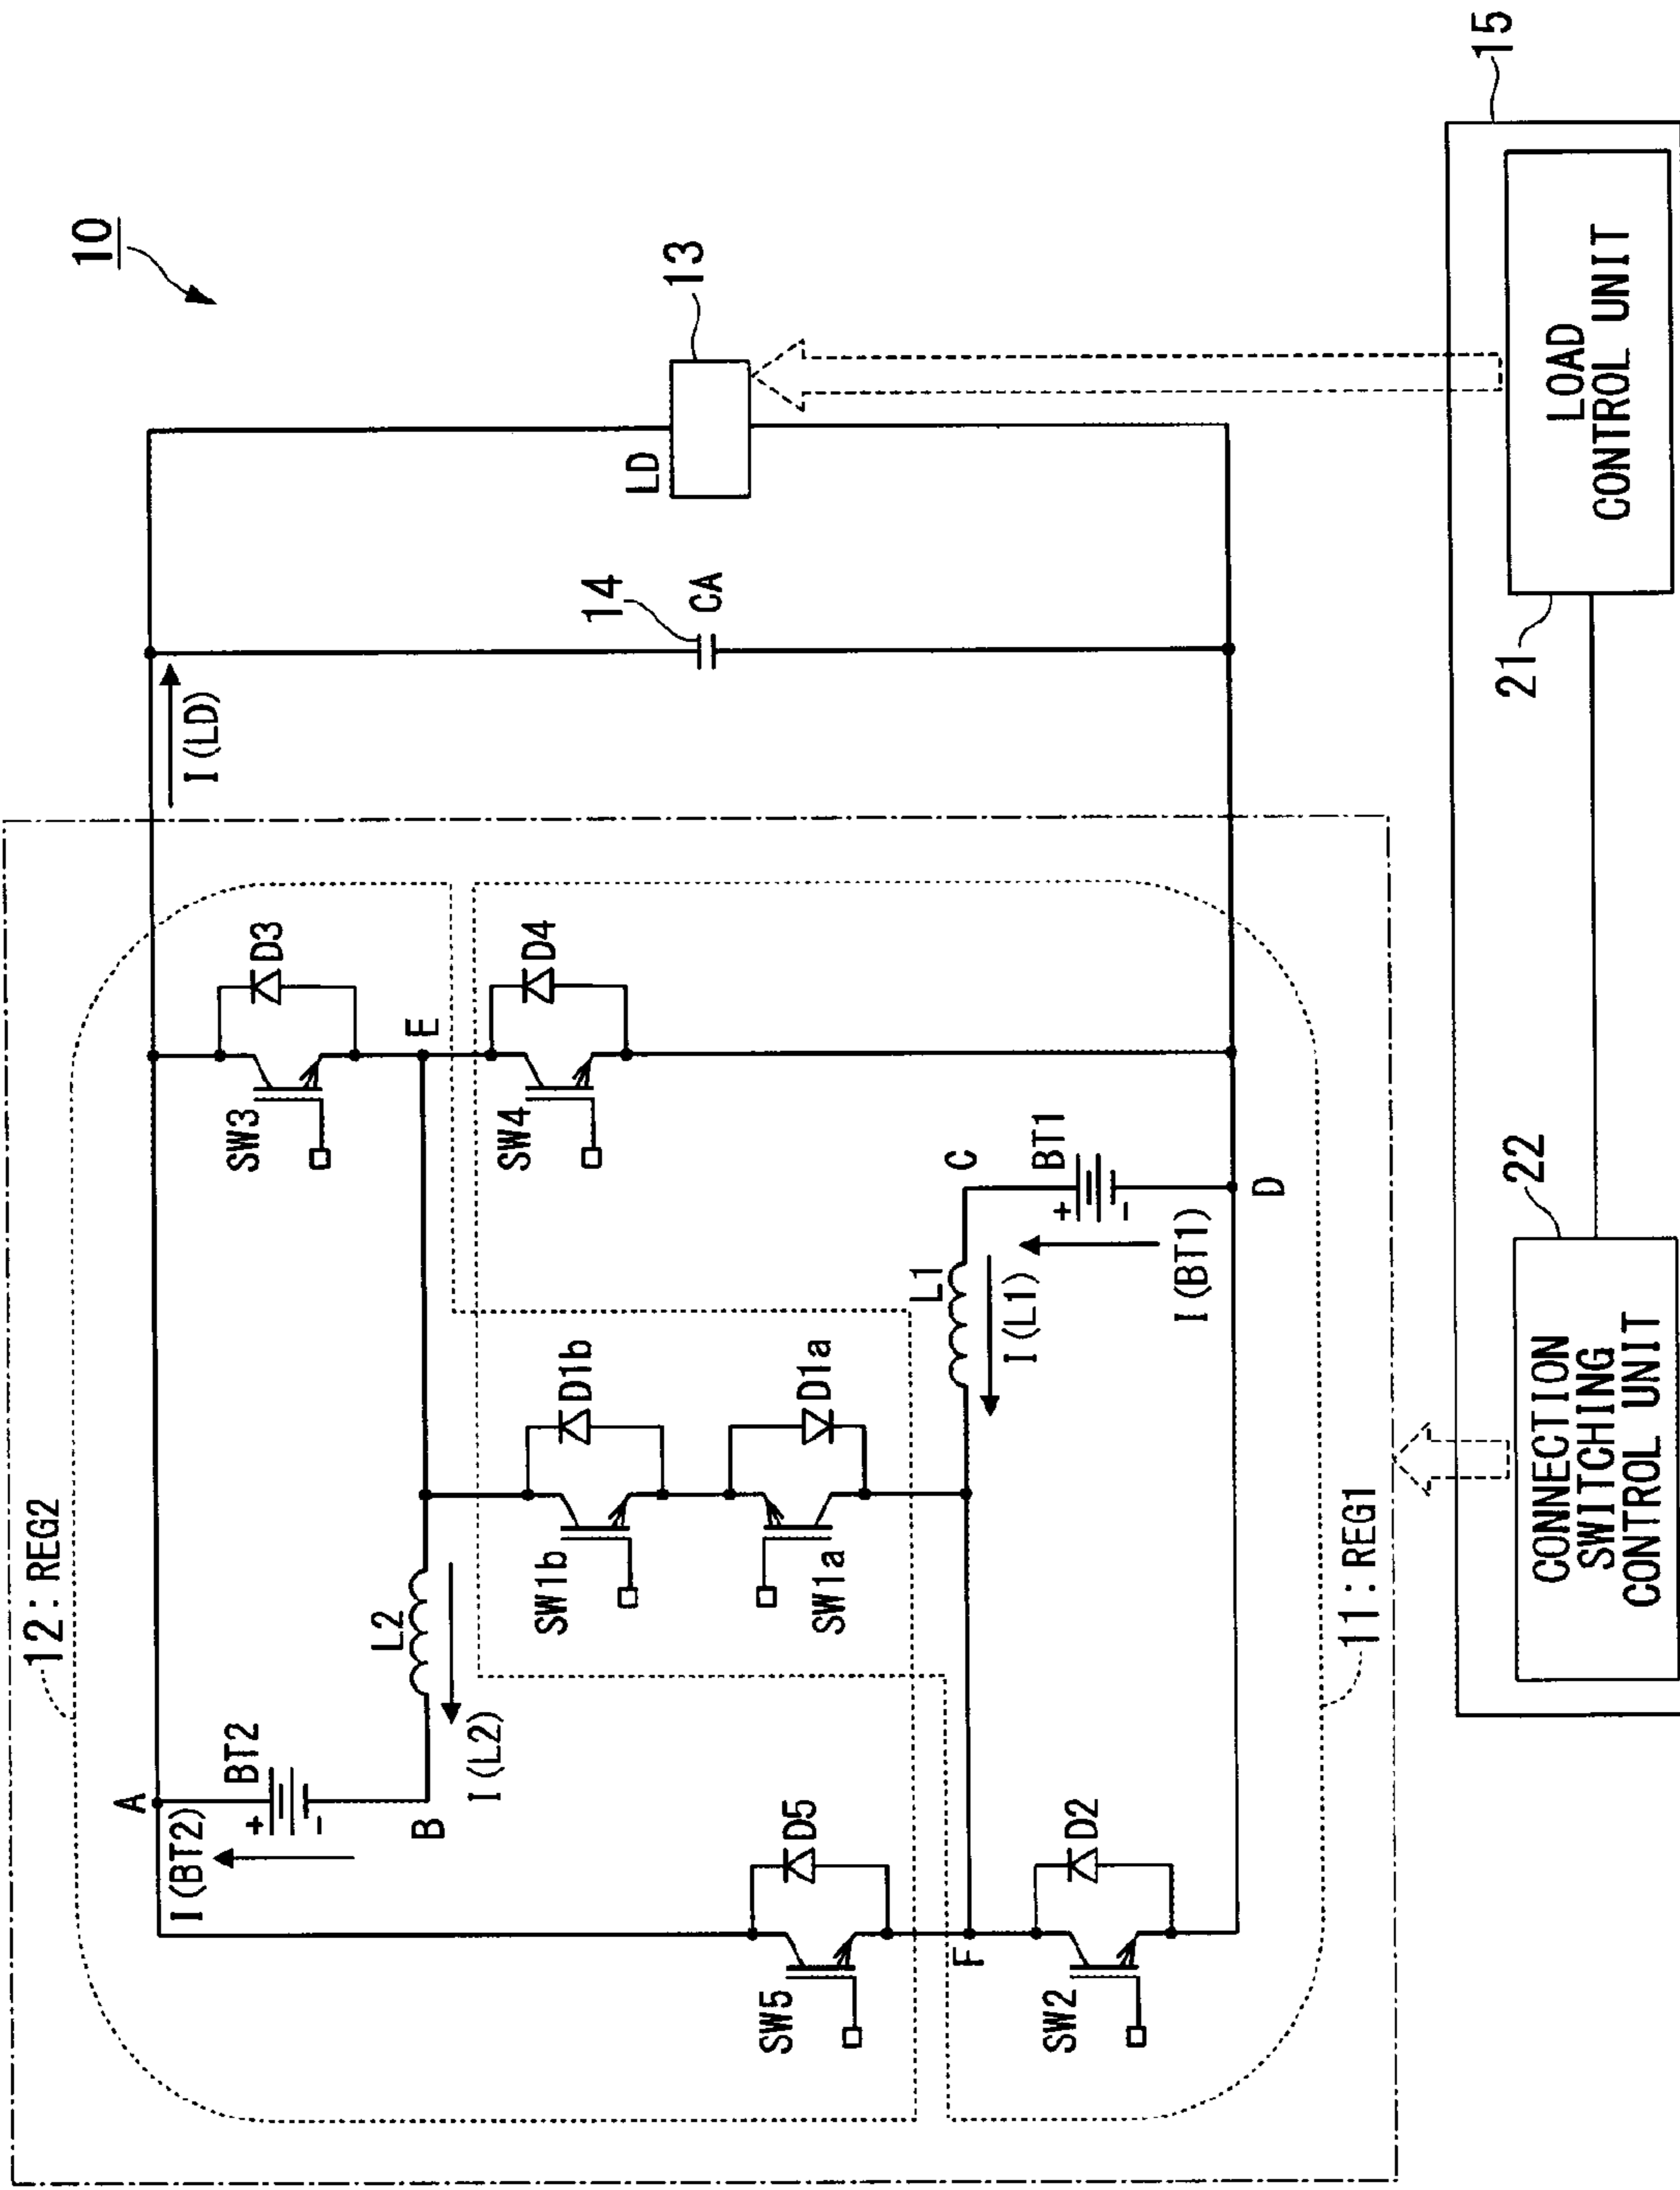 10
12:REG2
A
I(BT2)
BT2
+
-
B
L2
I(L2)
SW3
D3
E
I(LD)
SW5
D5
SW1b
D1b
SW1a
D1a
SW4
D4
14
CA
LD
13
F
SW2
D2
L1
I(L1)
C
+
-
BT1
I(BT1)
D
11:REG1
15
22
CONNECTION
SWITCHING
CONTROL UNIT
21
LOAD
CONTROL UNIT